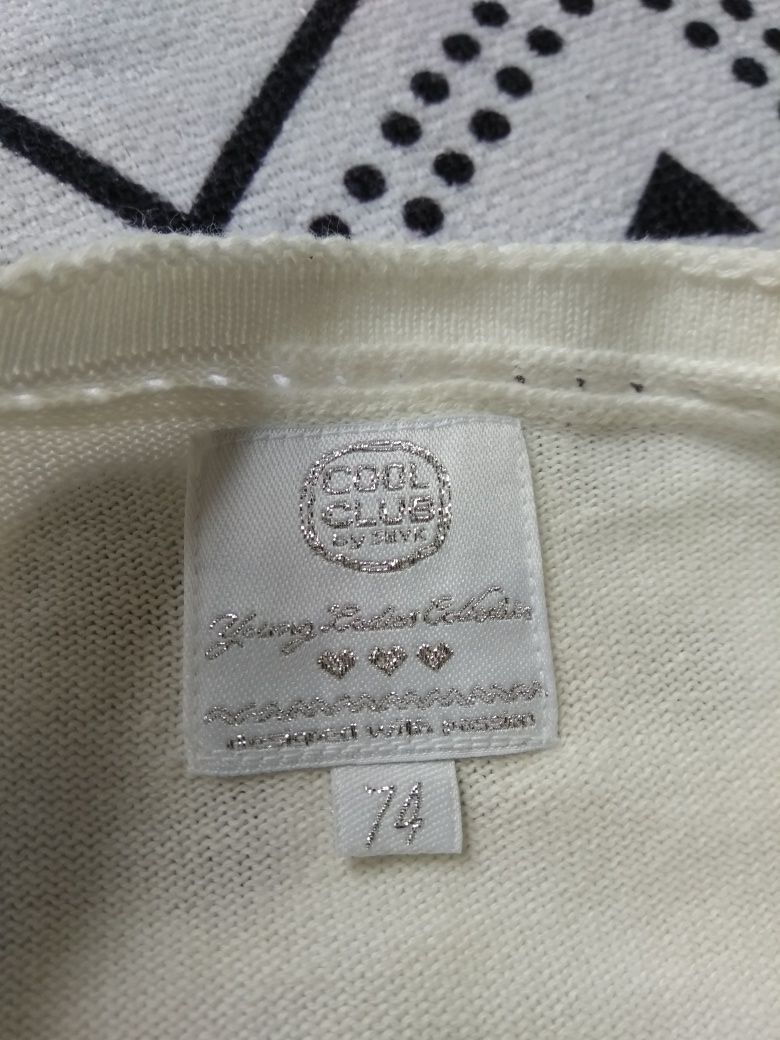 COOL
CLUB
BY SMYK
Young Ladies Edition
designed with passion
74